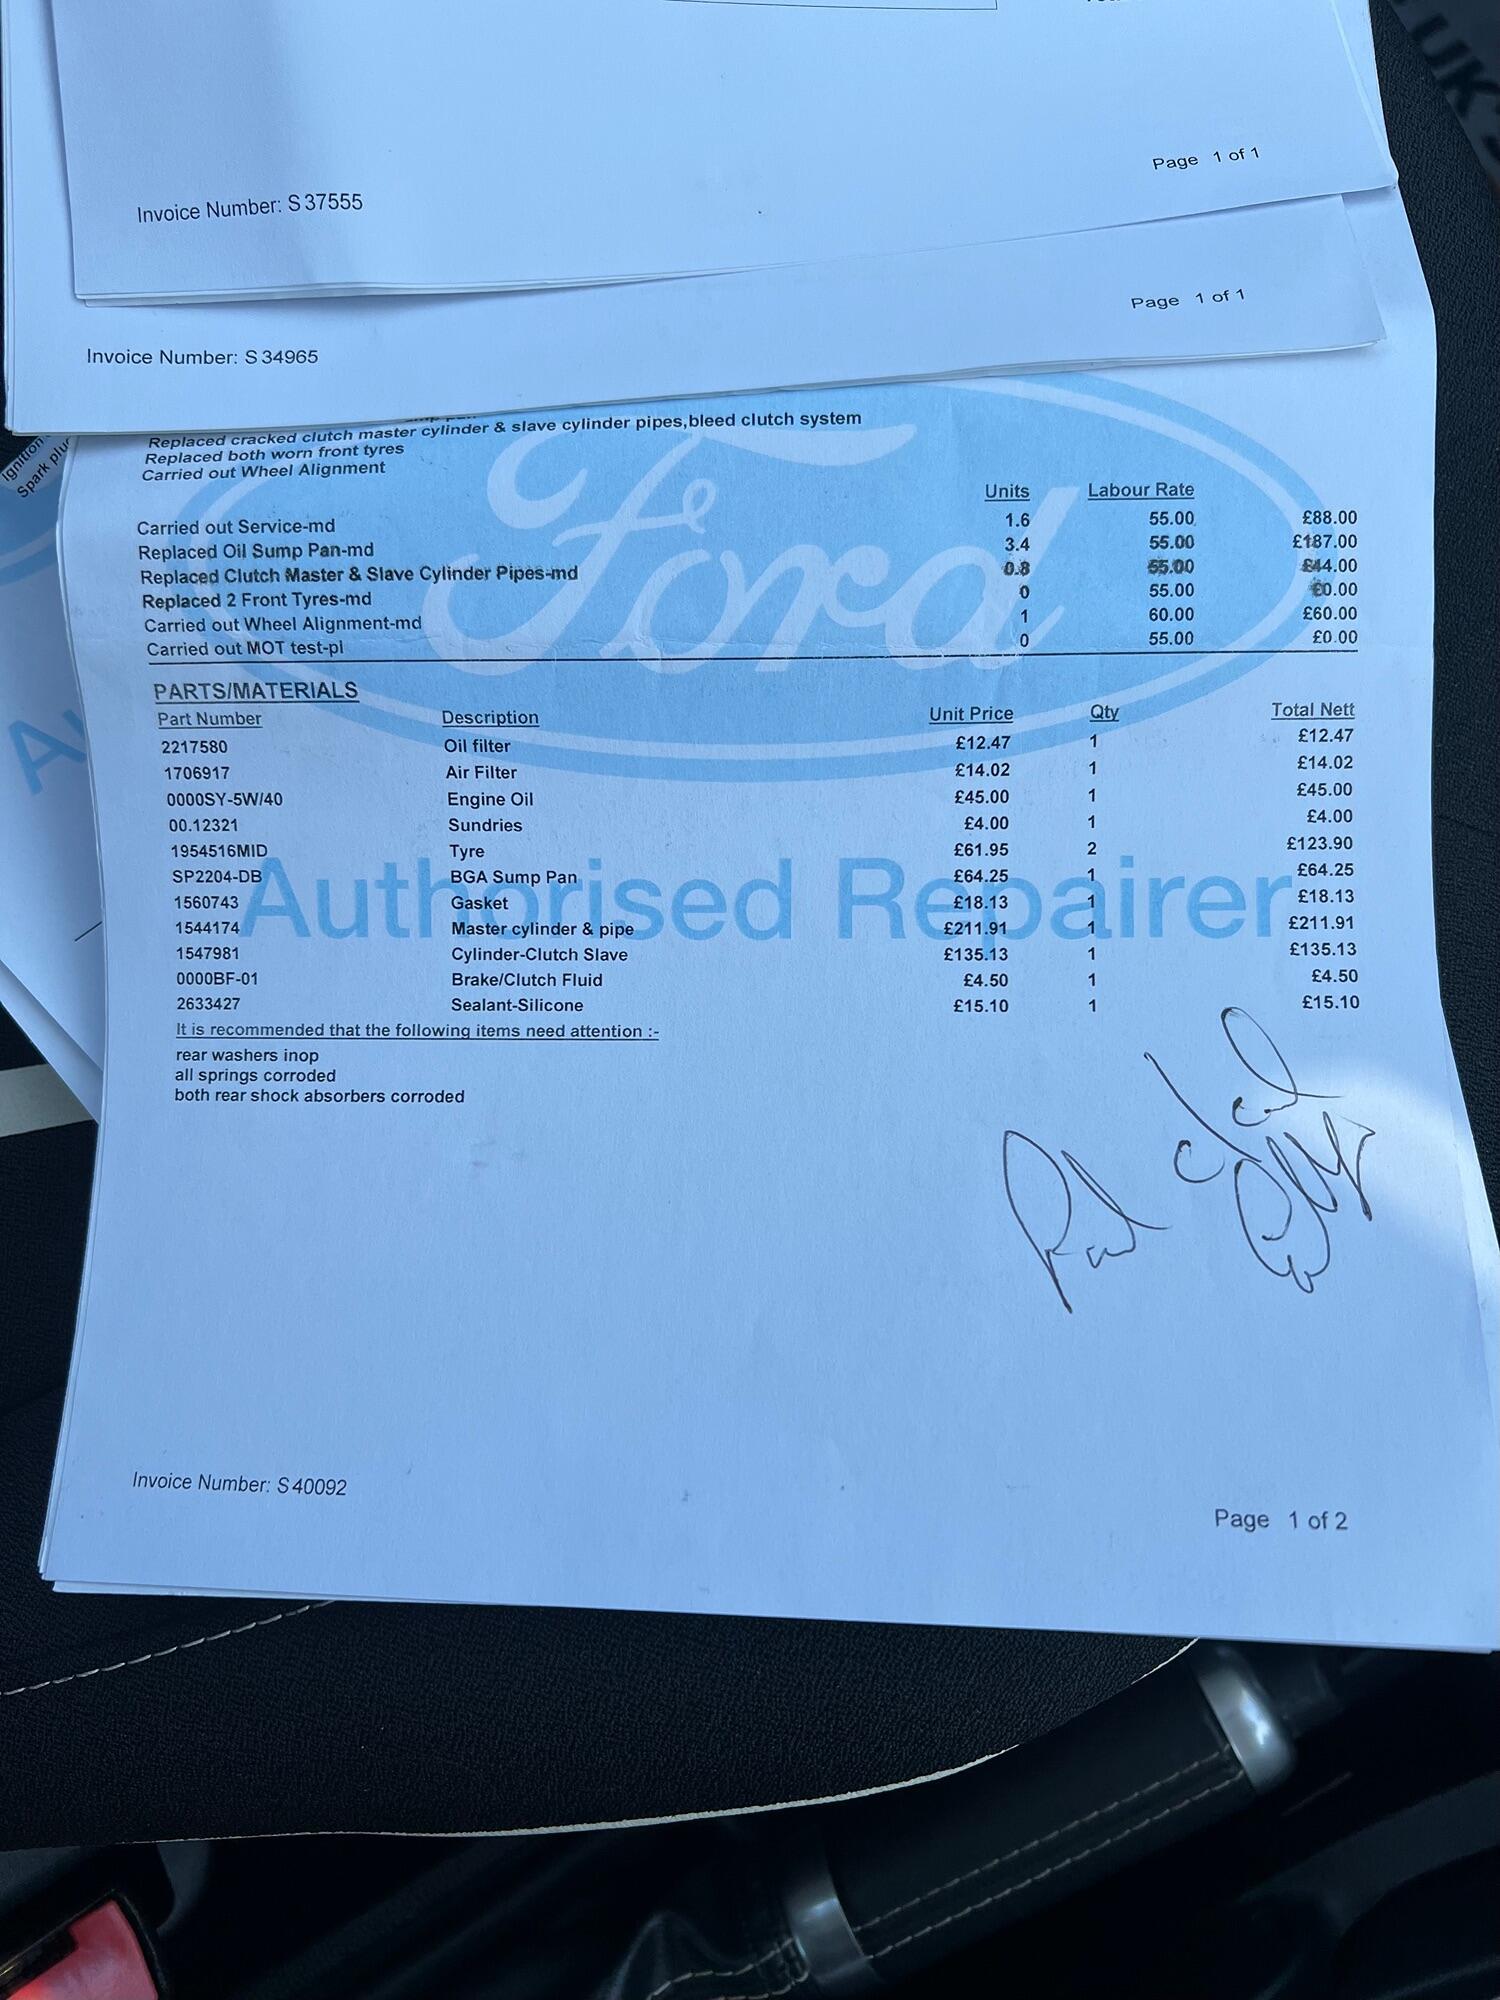 Page 1 of 1
Invoice Number: S 37555
Page 1 of 1
Invoice Number: S 34965
Ignition
Spark plug
Replaced cracked clutch master cylinder & slave cylinder pipes,bleed clutch system
Replaced both worn front tyres
Carried out Wheel Alignment
Units Labour Rate
Carried out Service-md 1.6 55.00 £88.00
Replaced Oil Sump Pan-md 3.4 55.00 £187.00
Replaced Clutch Master & Slave Cylinder Pipes-md 0.8 55.00 £44.00
Replaced 2 Front Tyres-md 0 55.00 £0.00
Carried out Wheel Alignment-md 1 60.00 £60.00
Carried out MOT test-pl 0 55.00 £0.00
Ford
PARTS/MATERIALS
Part Number Description Unit Price Qty Total Nett
2217580 Oil filter £12.47 1 £12.47
1706917 Air Filter £14.02 1 £14.02
0000SY-5W/40 Engine Oil £45.00 1 £45.00
00.12321 Sundries £4.00 1 £4.00
1954516MID Tyre £61.95 2 £123.90
SP2204-DB BGA Sump Pan £64.25 1 £64.25
1560743 Gasket £18.13 1 £18.13
Authorised Repairer
1544174 Master cylinder & pipe £211.91 1 £211.91
1547981 Cylinder-Clutch Slave £135.13 1 £135.13
0000BF-01 Brake/Clutch Fluid £4.50 1 £4.50
2633427 Sealant-Silicone £15.10 1 £15.10
It is recommended that the following items need attention :-
rear washers inop
all springs corroded
both rear shock absorbers corroded
Paid
Invoice Number: S 40092
Page 1 of 2